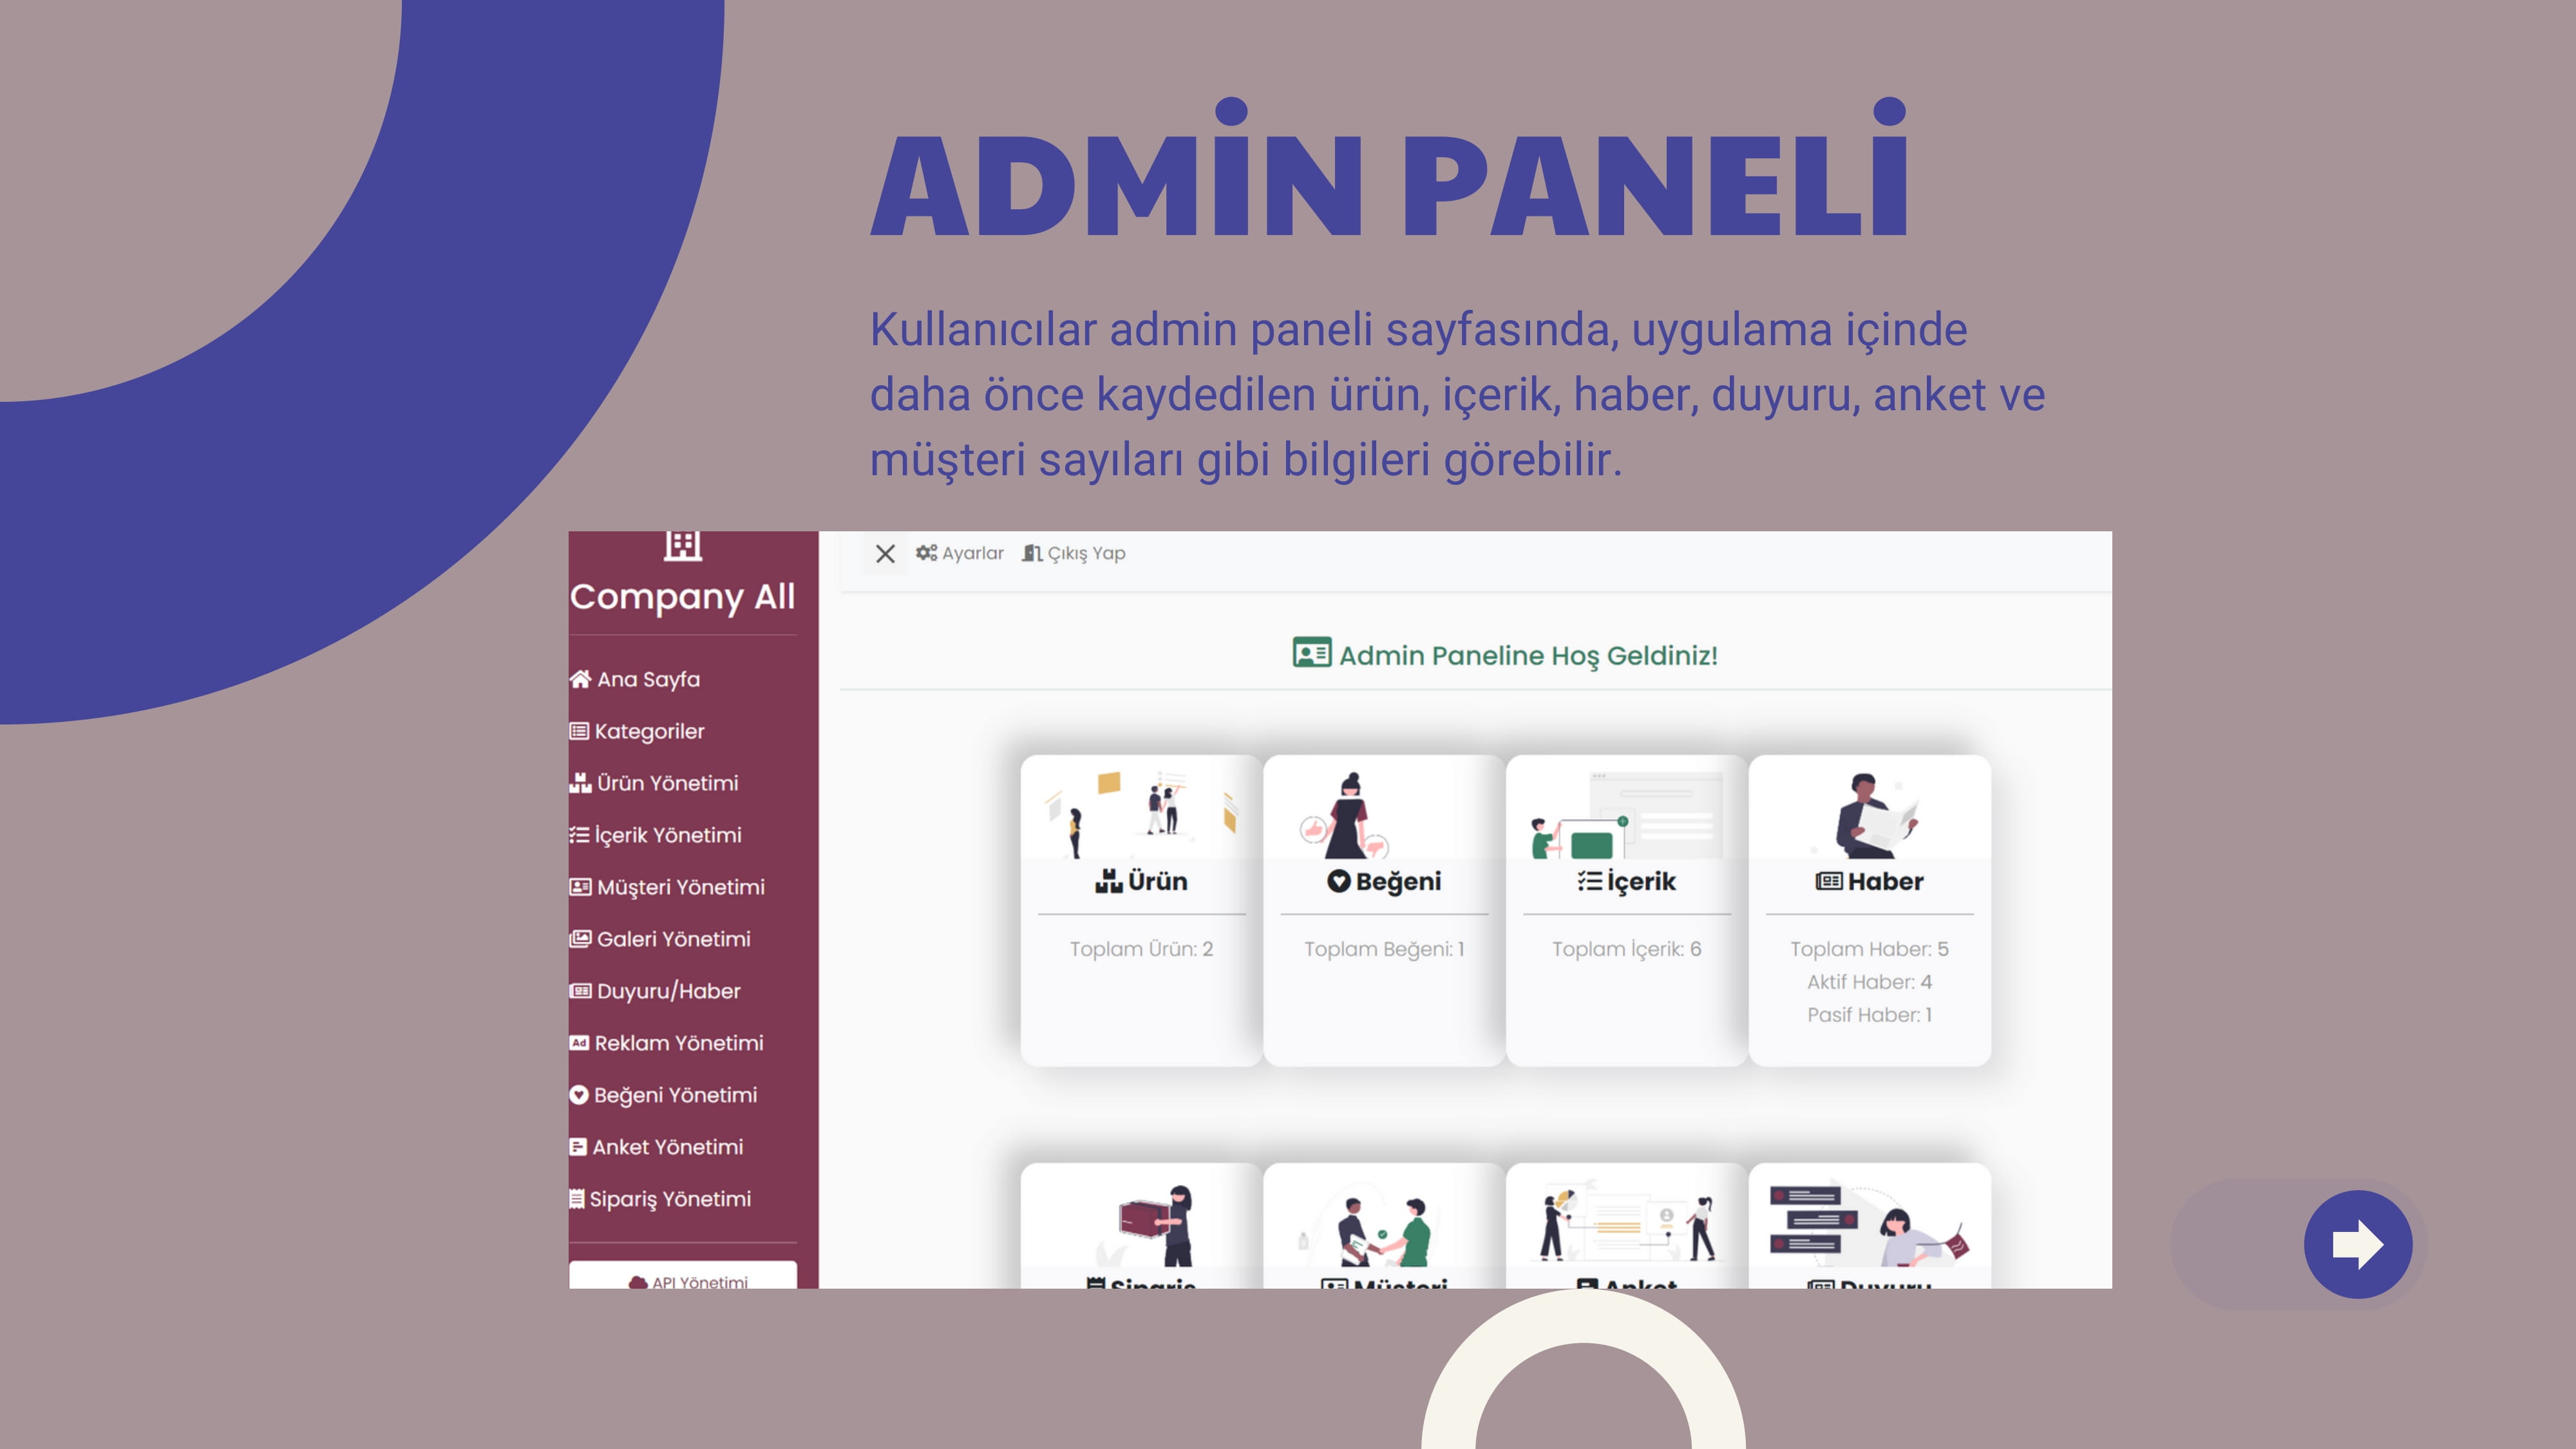 ADMİN PANELİ
Kullanıcılar admin paneli sayfasında, uygulama içinde
daha önce kaydedilen ürün, içerik, haber, duyuru, anket ve
müşteri sayıları gibi bilgileri görebilir.
Company All
Ana Sayfa
Kategoriler
Ürün Yönetimi
İçerik Yönetimi
Müşteri Yönetimi
Galeri Yönetimi
Duyuru/Haber
Ad Reklam Yönetimi
Beğeni Yönetimi
Anket Yönetimi
Sipariş Yönetimi
API Yönetimi
Ayarlar Çıkış Yap
Admin Paneline Hoş Geldiniz!
Ürün
Toplam Ürün: 2
Beğeni
Toplam Beğeni: 1
İçerik
Toplam İçerik: 6
Haber
Toplam Haber: 5
Aktif Haber: 4
Pasif Haber: 1
Sipariş
Müşteri
Anket
Duyuru